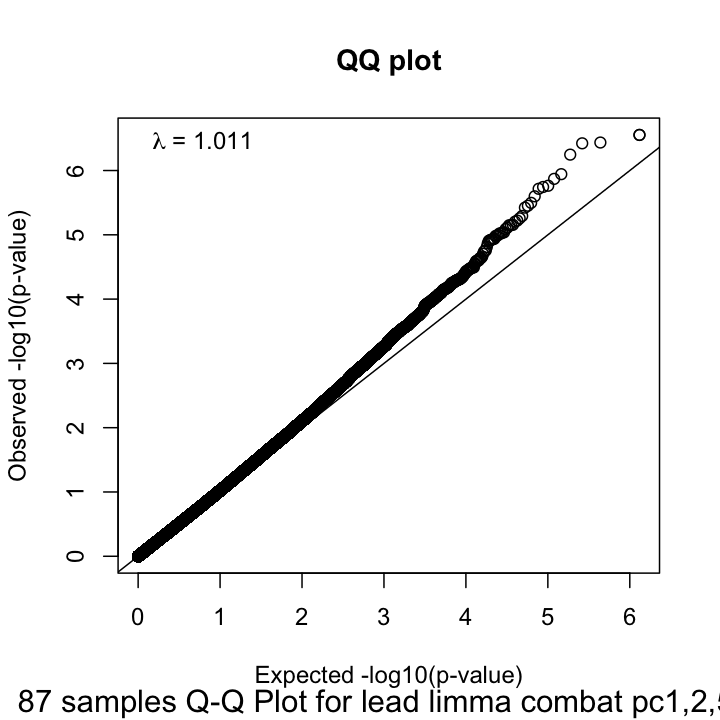 QQ plot
λ = 1.011
Observed -log10(p-value)
6
5
4
3
2
1
0
0 1 2 3 4 5 6
Expected -log10(p-value)
87 samples Q-Q Plot for lead limma combat pc1,2,5